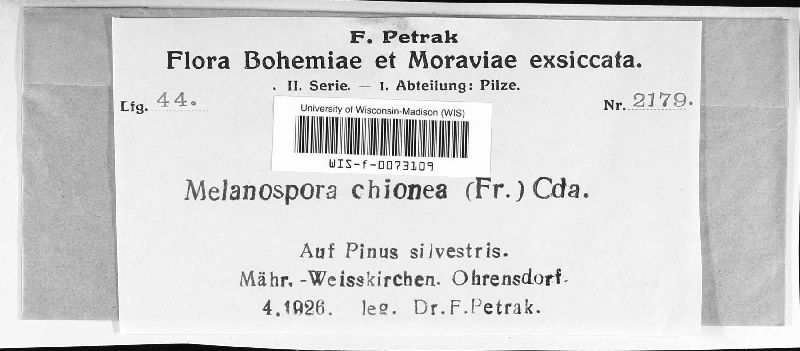 F. Petrak
Flora Bohemiae et Moraviae exsiccata.
II. Serie. — I. Abteilung: Pilze.
Lfg. 44.
Nr. 2179.
University of Wisconsin-Madison (WIS)
WIS-f-0073109
Melanospora chionea (Fr.) Cda.
Auf Pinus silvestris.
Mähr.-Weisskirchen. Ohrensdorf.
4.1926. leg. Dr. F. Petrak.